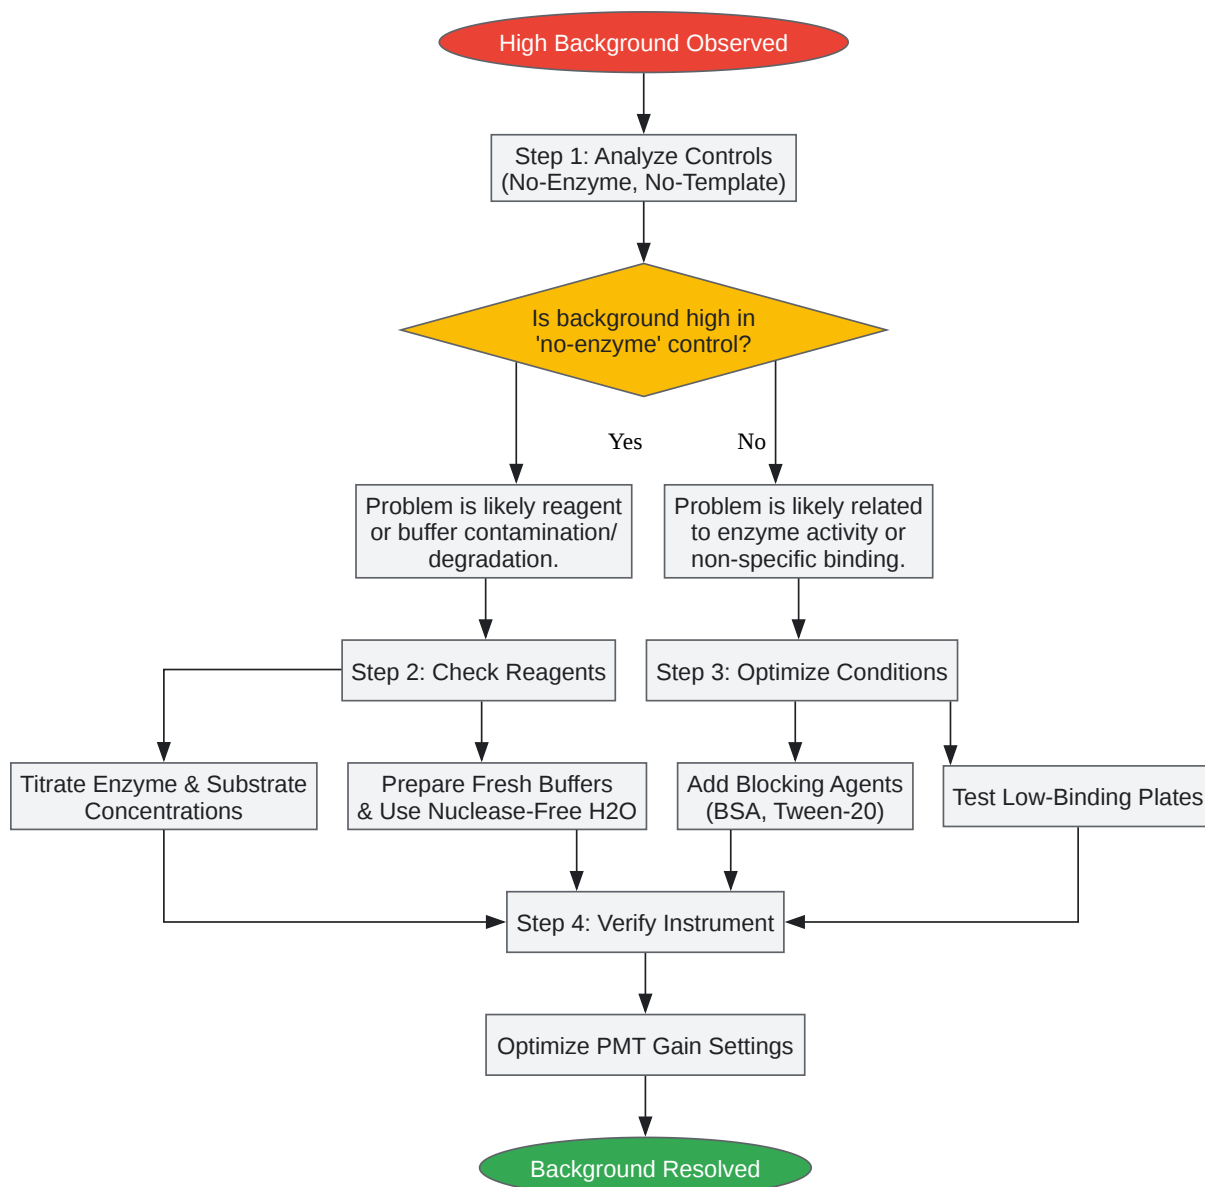 High Background Observed
Step 1: Analyze Controls
(No-Enzyme, No-Template)
Is background high in
'no-enzyme' control?
Yes
No
Problem is likely reagent
or buffer contamination/
degradation.
Problem is likely related
to enzyme activity or
non-specific binding.
Step 2: Check Reagents
Step 3: Optimize Conditions
Titrate Enzyme & Substrate
Concentrations
Prepare Fresh Buffers
& Use Nuclease-Free H2O
Add Blocking Agents
(BSA, Tween-20)
Test Low-Binding Plates
Step 4: Verify Instrument
Optimize PMT Gain Settings
Background Resolved